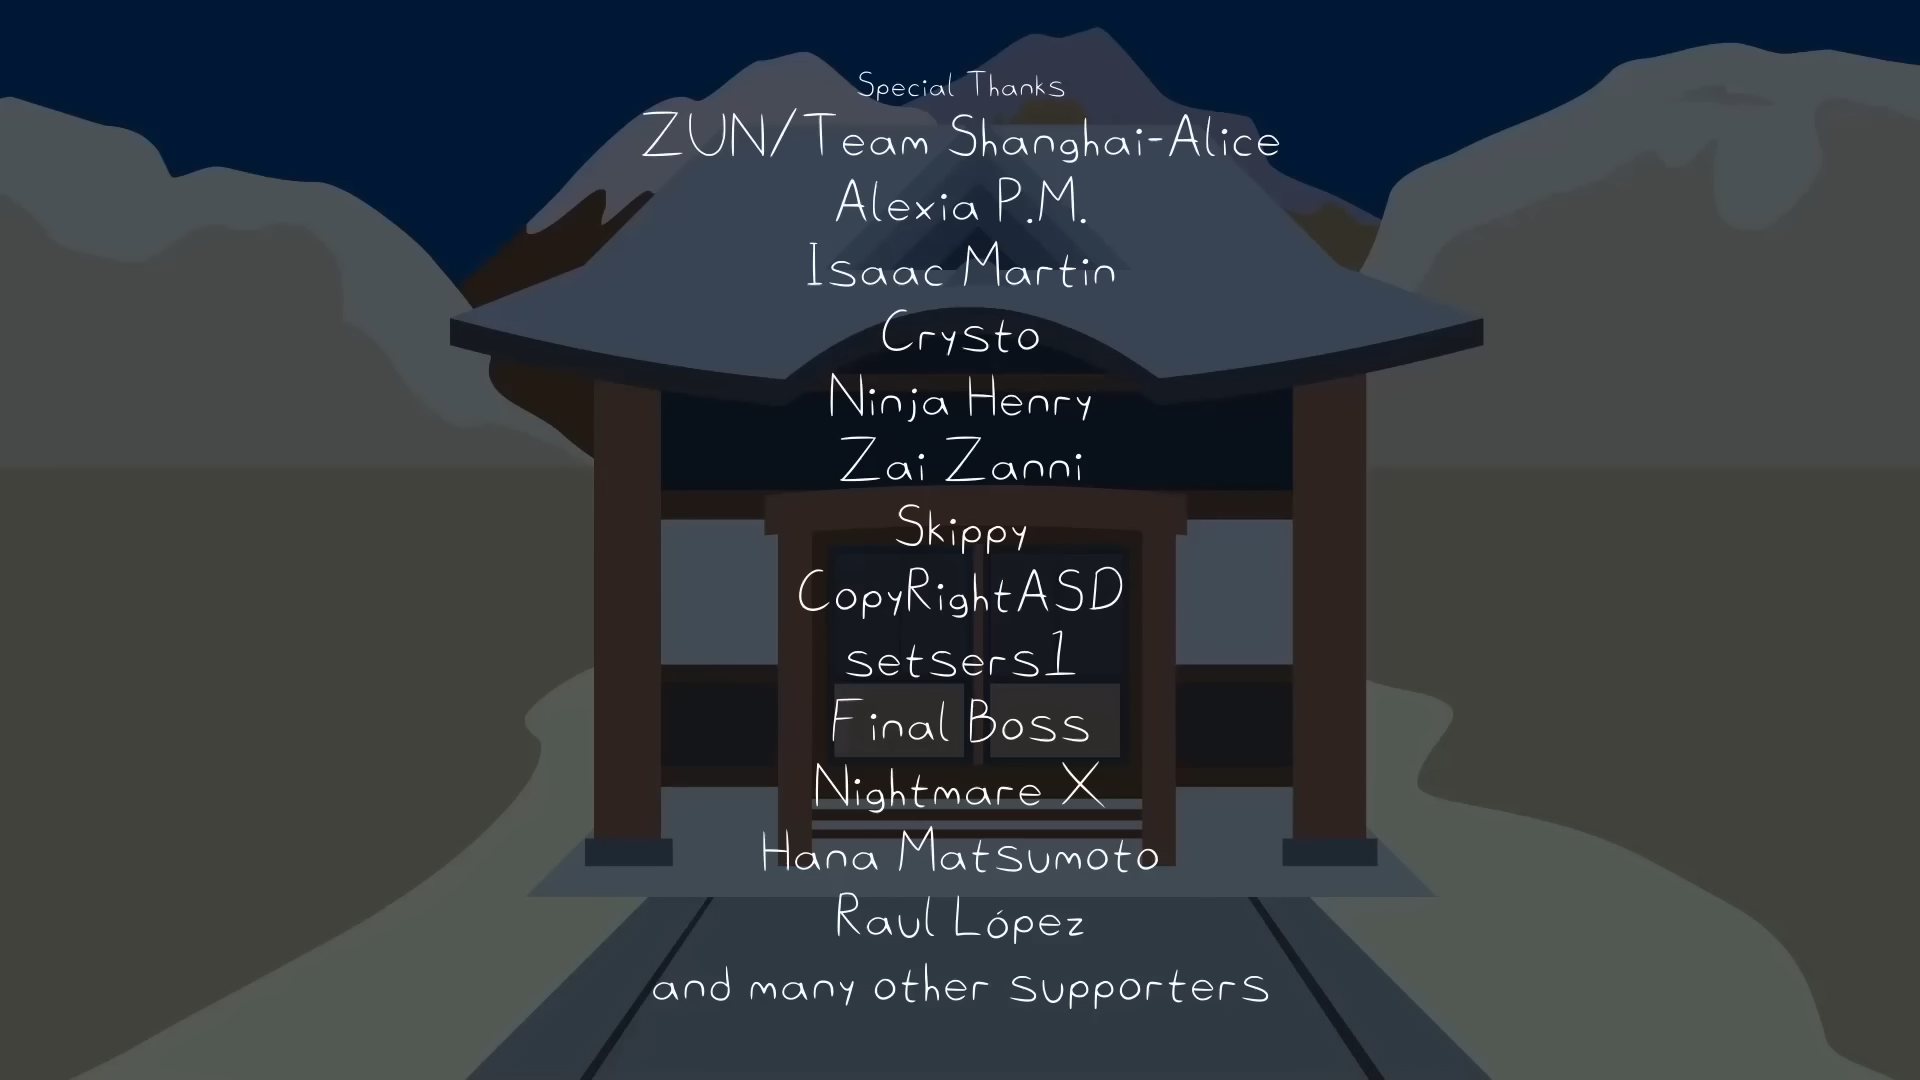 Special Thanks
ZUN/Team Shanghai-Alice
Alexia P.M.
Isaac Martin
Crysto
Ninja Henry
Zai Zanni
Skippy
CopyRightASD
setsers1
Final Boss
Nightmare X
Hana Matsumoto
Raul López
and many other supporters